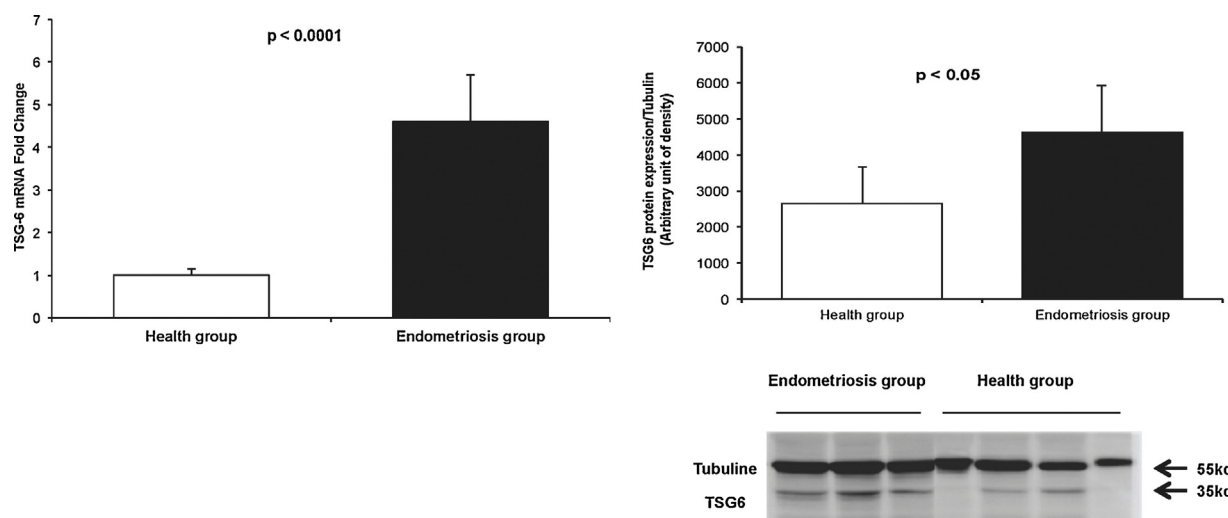 7
6
5
4
3
2
1
0
TSG-6 mRNA Fold Change
p < 0.0001
Health group
Endometriosis group
7000
6000
5000
4000
3000
2000
1000
0
TSG6 protein expression/Tubulin
(Arbitrary unit of density)
p < 0.05
Health group
Endometriosis group
Endometriosis group
Health group
Tubuline
55kd
TSG6
35kd